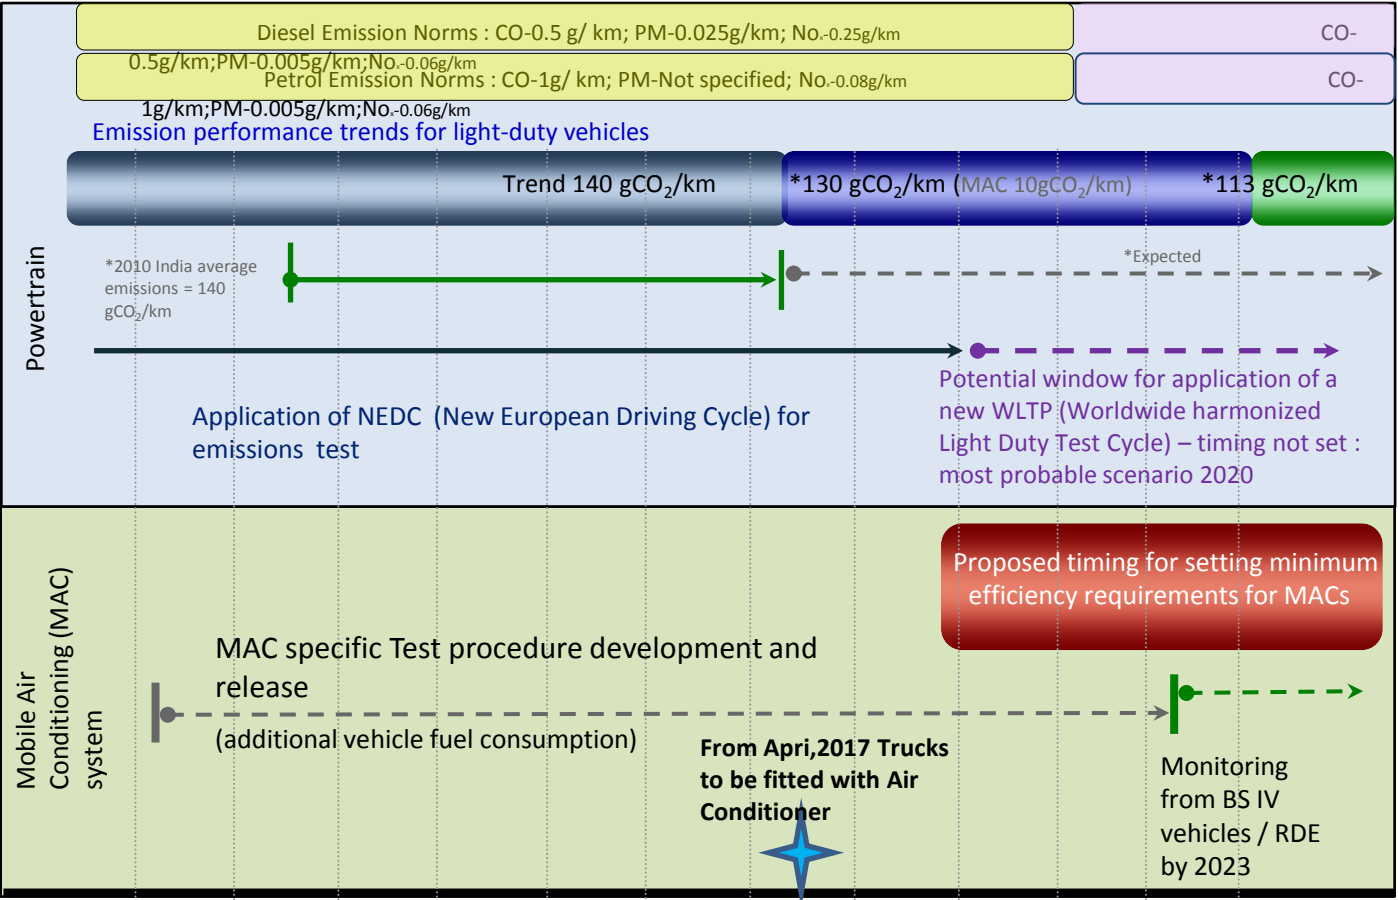 Diesel Emission Norms : CO-0.5 g/ km; PM-0.025g/km; Noₓ-0.25g/km
CO-
0.5g/km;PM-0.005g/km;Noₓ-0.06g/km
Petrol Emission Norms : CO-1g/ km; PM-Not specified; Noₓ-0.08g/km
CO-
1g/km;PM-0.005g/km;Noₓ-0.06g/km
Emission performance trends for light-duty vehicles
Trend 140 gCO₂/km
*130 gCO₂/km (MAC 10gCO₂/km)
*113 gCO₂/km
Powertrain
*2010 India average
emissions = 140
gCO₂/km
*Expected
Application of NEDC (New European Driving Cycle) for
emissions test
Potential window for application of a
new WLTP (Worldwide harmonized
Light Duty Test Cycle) – timing not set :
most probable scenario 2020
Mobile Air
Conditioning (MAC)
system
Proposed timing for setting minimum
efficiency requirements for MACs
MAC specific Test procedure development and
release
(additional vehicle fuel consumption)
From Apri,2017 Trucks
to be fitted with Air
Conditioner
Monitoring
from BS IV
vehicles / RDE
by 2023